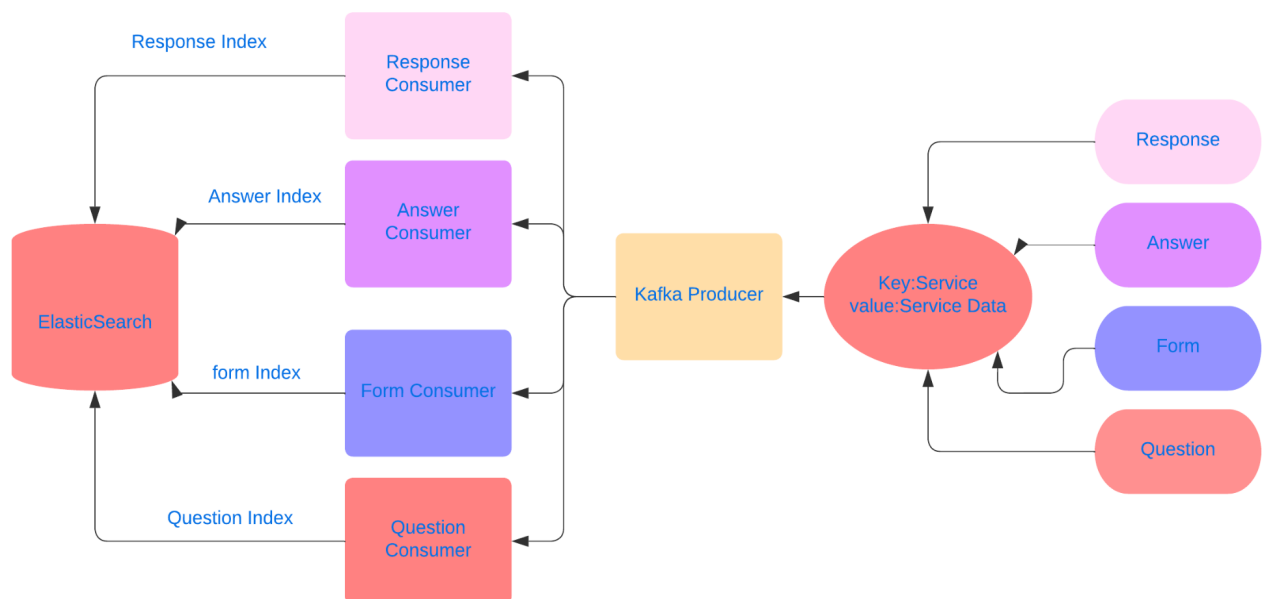 Response Index
Response
Consumer
Response
Answer Index
Answer
Consumer
Answer
Key:Service
value:Service Data
Kafka Producer
ElasticSearch
Form
form Index
Form Consumer
Question
Question Index
Question
Consumer